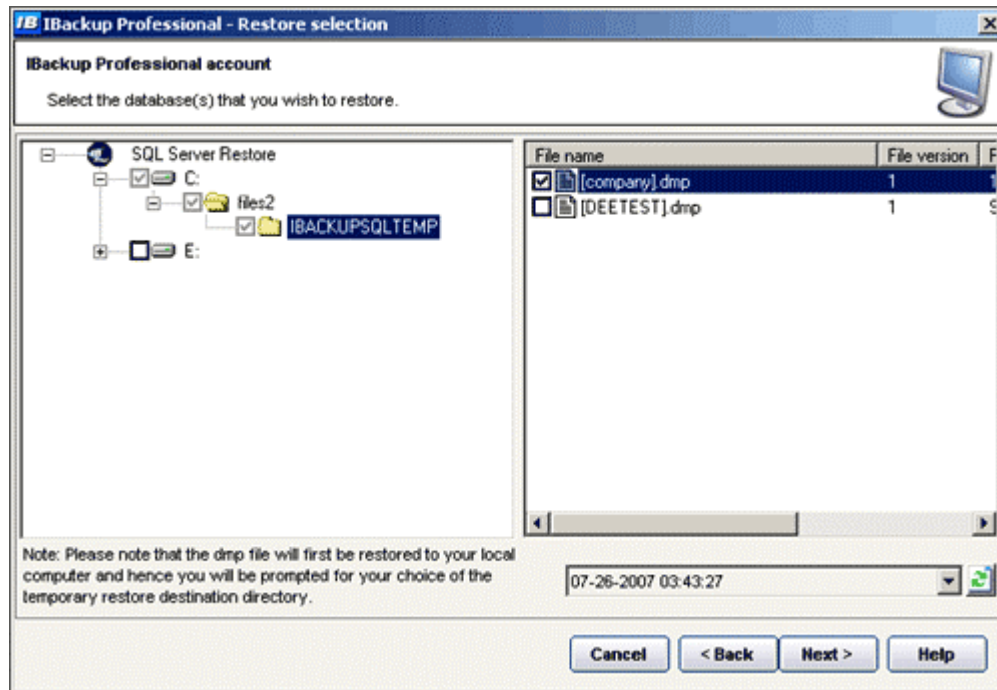 IB IBackup Professional - Restore selection
IBackup Professional account
Select the database(s) that you wish to restore.
SQL Server Restore
C:
files2
IBACKUPSQLTEMP
E:
File name File version F
[company].dmp 1 1
[DEETEST].dmp 1
Note: Please note that the dmp file will first be restored to your local
computer and hence you will be prompted for your choice of the
temporary restore destination directory.
07-26-2007 03:43:27
Cancel < Back Next > Help